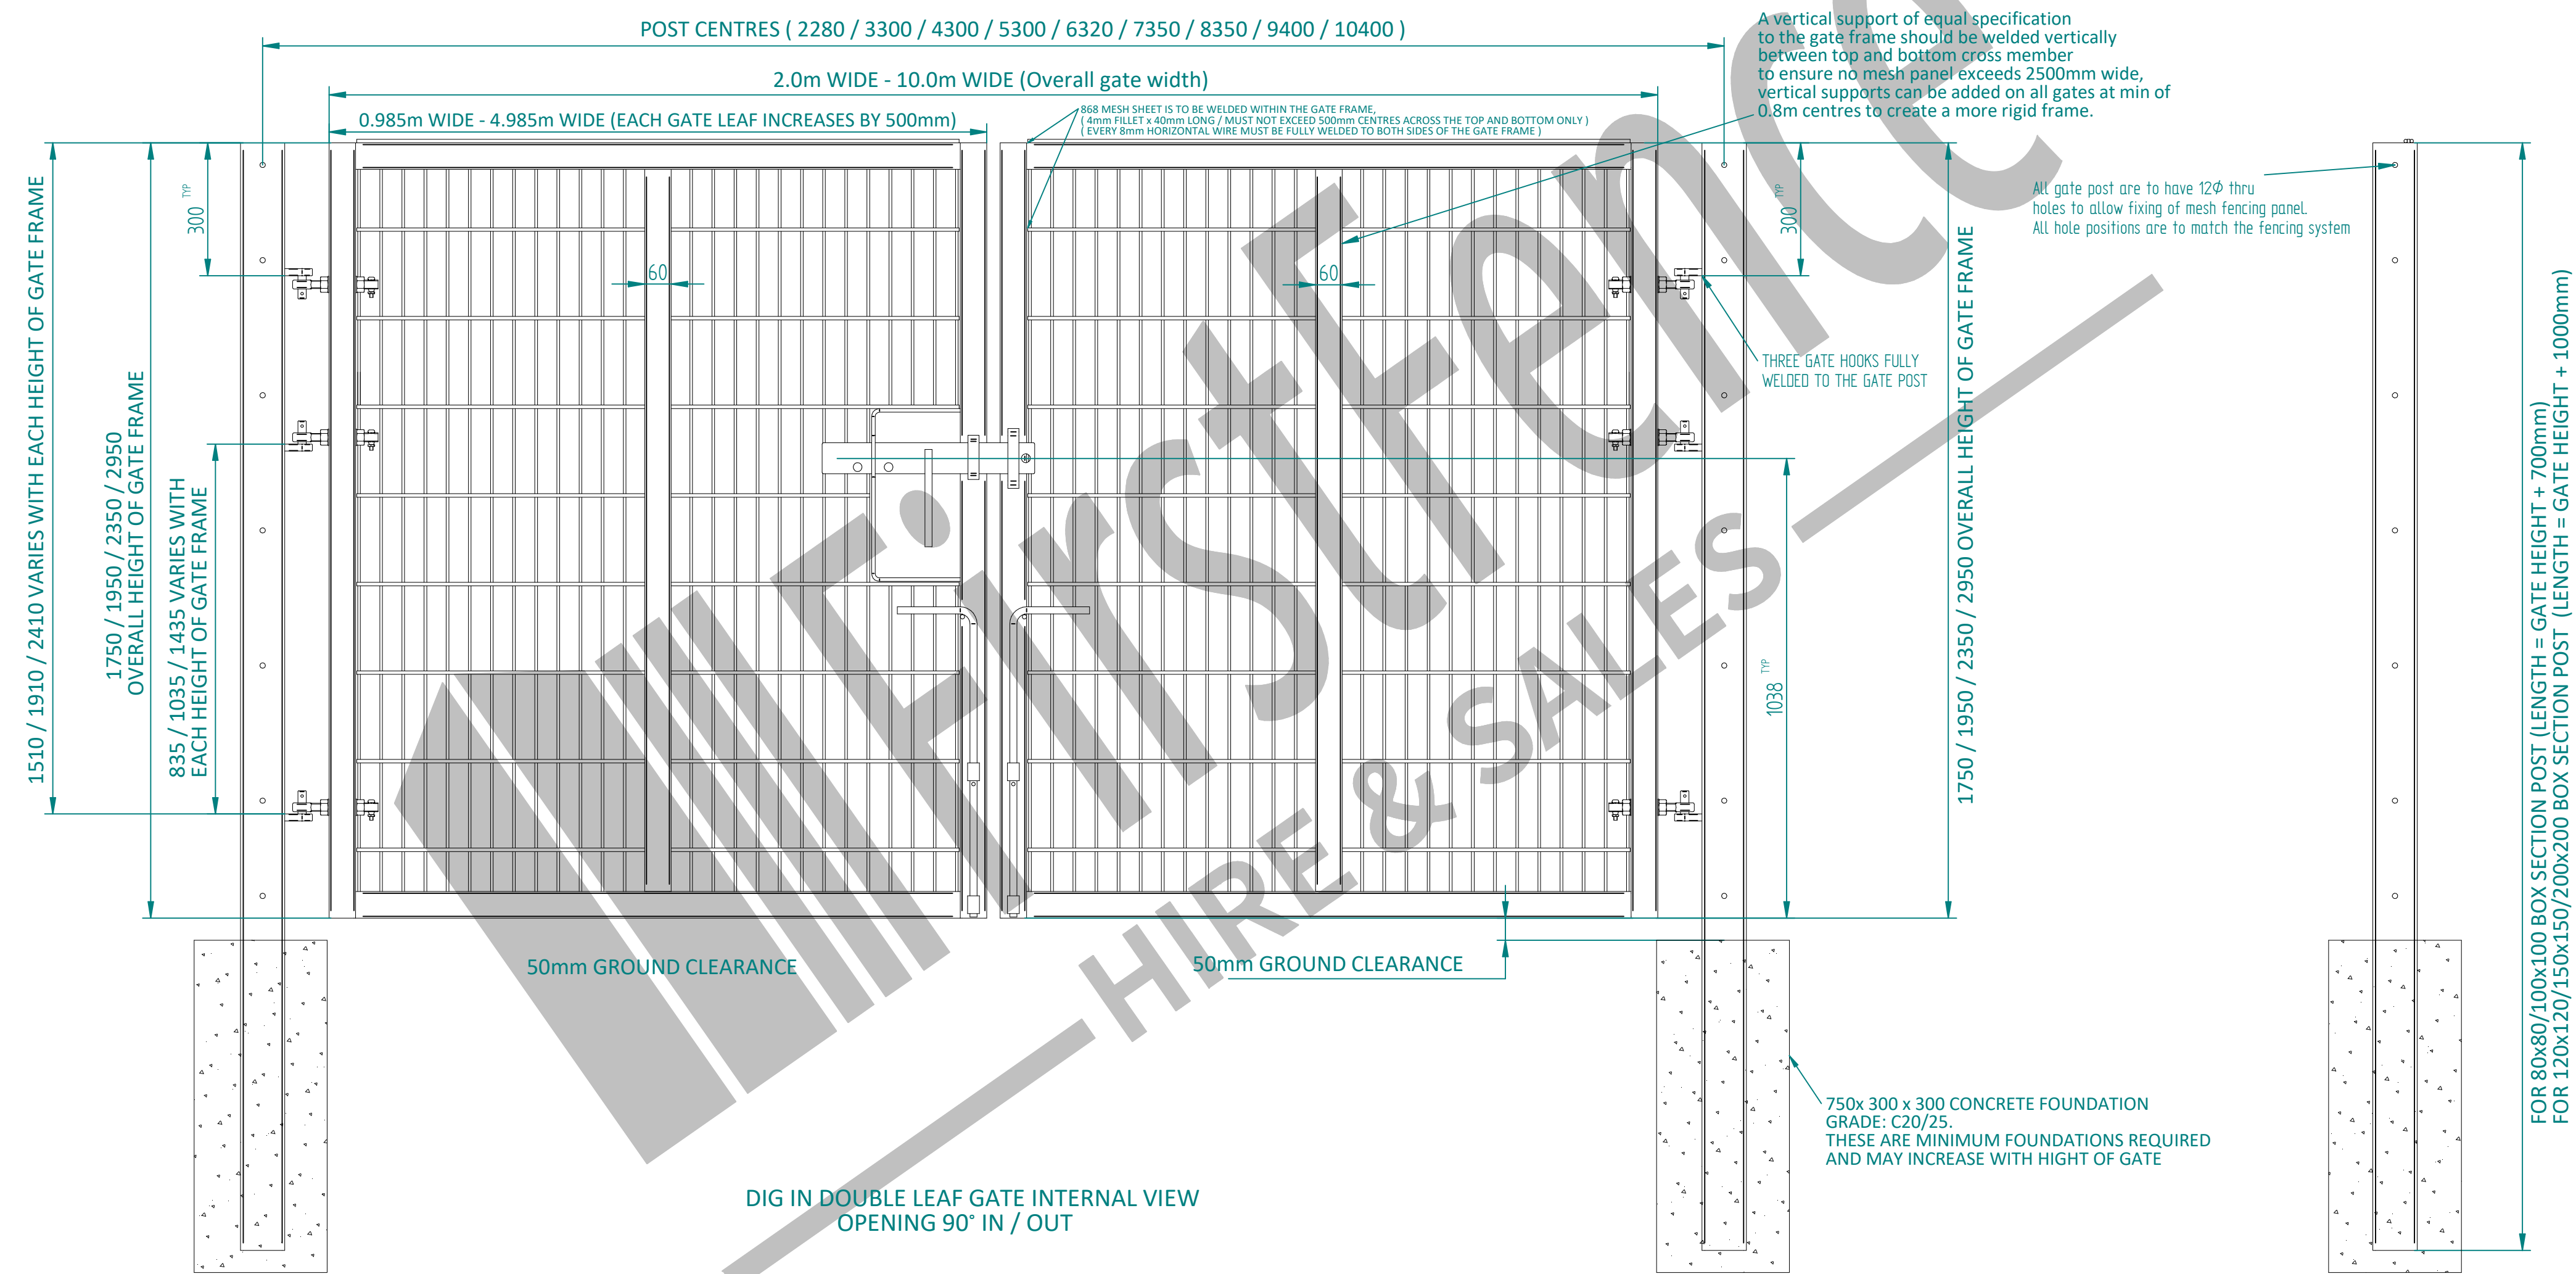 POST CENTRES ( 2280 / 3300 / 4300 / 5300 / 6320 / 7350 / 8350 / 9400 / 10400 )
2.0m WIDE - 10.0m WIDE (Overall gate width)
0.985m WIDE - 4.985m WIDE (EACH GATE LEAF INCREASES BY 500mm)
868 MESH SHEET IS TO BE WELDED WITHIN THE GATE FRAME,
( 4mm FILLET x 40mm LONG / MUST NOT EXCEED 500mm CENTRES ACROSS THE TOP AND BOTTOM ONLY )
( EVERY 8mm HORIZONTAL WIRE MUST BE FULLY WELDED TO BOTH SIDES OF THE GATE FRAME )
A vertical support of equal specification
to the gate frame should be welded vertically
between top and bottom cross member
to ensure no mesh panel exceeds 2500mm wide,
vertical supports can be added on all gates at min of
0.8m centres to create a more rigid frame.
1510 / 1910 / 2410 VARIES WITH EACH HEIGHT OF GATE FRAME
1750 / 1950 / 2350 / 2950
OVERALL HEIGHT OF GATE FRAME
835 / 1035 / 1435 VARIES WITH
EACH HEIGHT OF GATE FRAME
300 TYP
60
60
300 TYP
THREE GATE HOOKS FULLY
WELDED TO THE GATE POST
1038 TYP
1750 / 1950 / 2350 / 2950 OVERALL HEIGHT OF GATE FRAME
All gate post are to have 12Ø thru
holes to allow fixing of mesh fencing panel.
All hole positions are to match the fencing system
FOR 80x80/100x100 BOX SECTION POST (LENGTH = GATE HEIGHT + 700mm)
FOR 120x120/150x150/200x200 BOX SECTION POST (LENGTH = GATE HEIGHT + 1000mm)
FirstFence
HIRE & SALES
50mm GROUND CLEARANCE
50mm GROUND CLEARANCE
750x 300 x 300 CONCRETE FOUNDATION
GRADE: C20/25.
THESE ARE MINIMUM FOUNDATIONS REQUIRED
AND MAY INCREASE WITH HIGHT OF GATE
DIG IN DOUBLE LEAF GATE INTERNAL VIEW
OPENING 90° IN / OUT